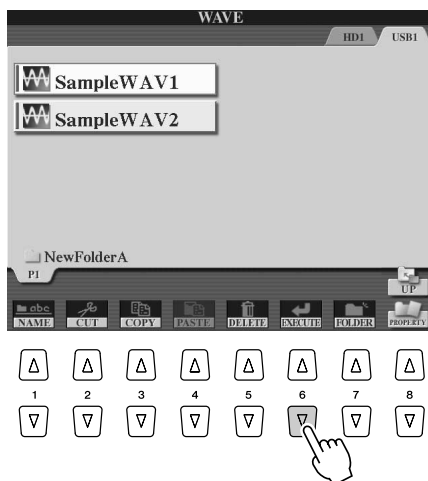 WAVE
HD1 USB1
SampleWAV1
SampleWAV2
NewFolderA
P1
UP
abc
NAME CUT COPY PASTE DELETE EXECUTE FOLDER PROPERTY
1 2 3 4 5 6 7 8